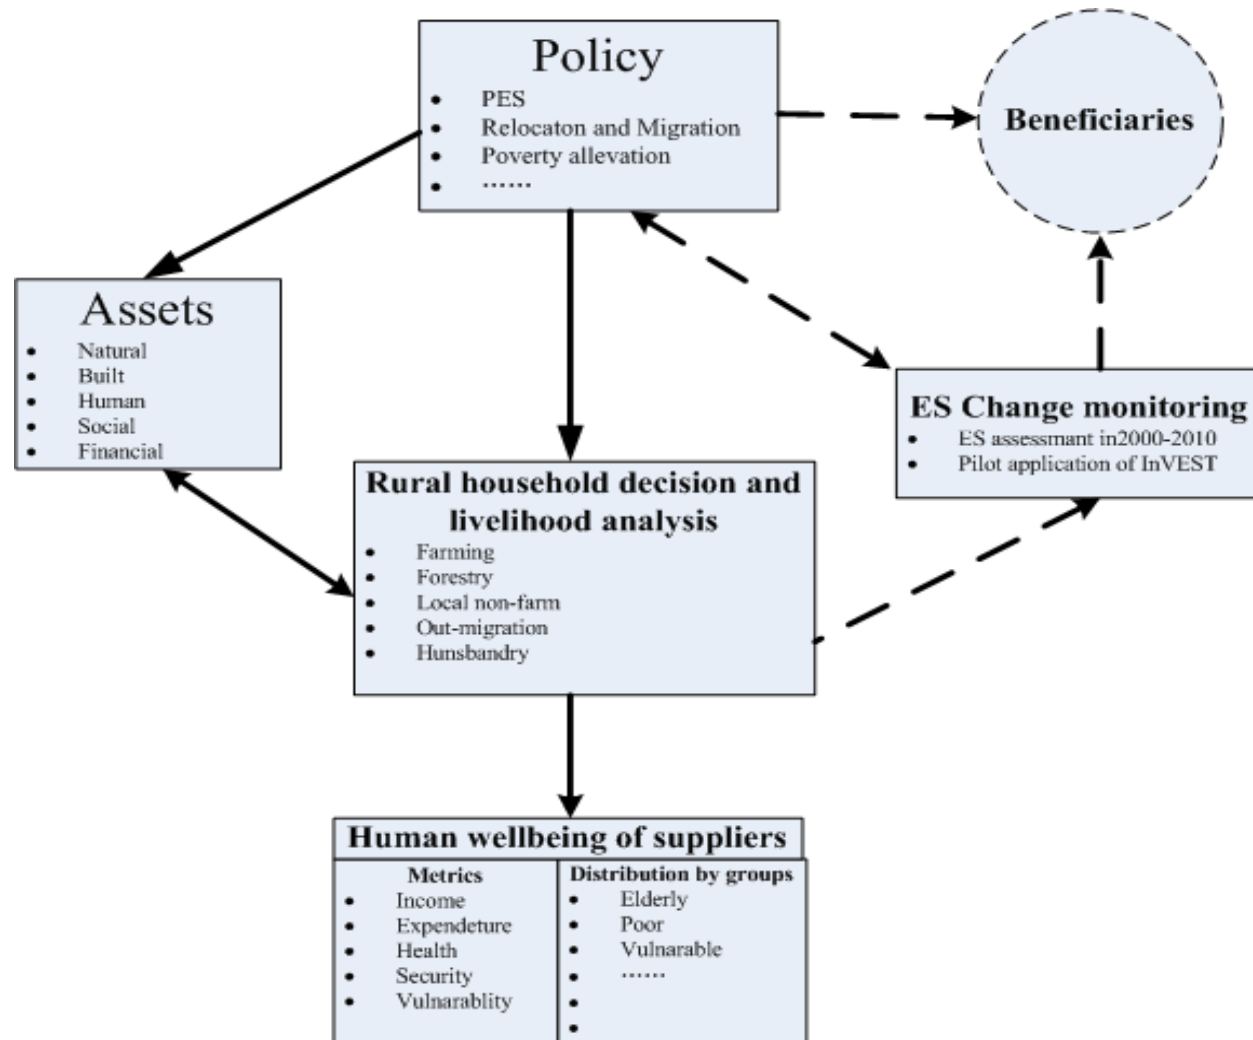 Policy
PES
Relocaton and Migration
Poverty allevation
......
Beneficiaries
Assets
Natural
Built
Human
Social
Financial
ES Change monitoring
ES assessmant in2000-2010
Pilot application of InVEST
Rural household decision and
livelihood analysis
Farming
Forestry
Local non-farm
Out-migration
Hunsbandry
Human wellbeing of suppliers
Metrics
Income
Expendeture
Health
Security
Vulnarablity
Distribution by groups
Elderly
Poor
Vulnarable
......